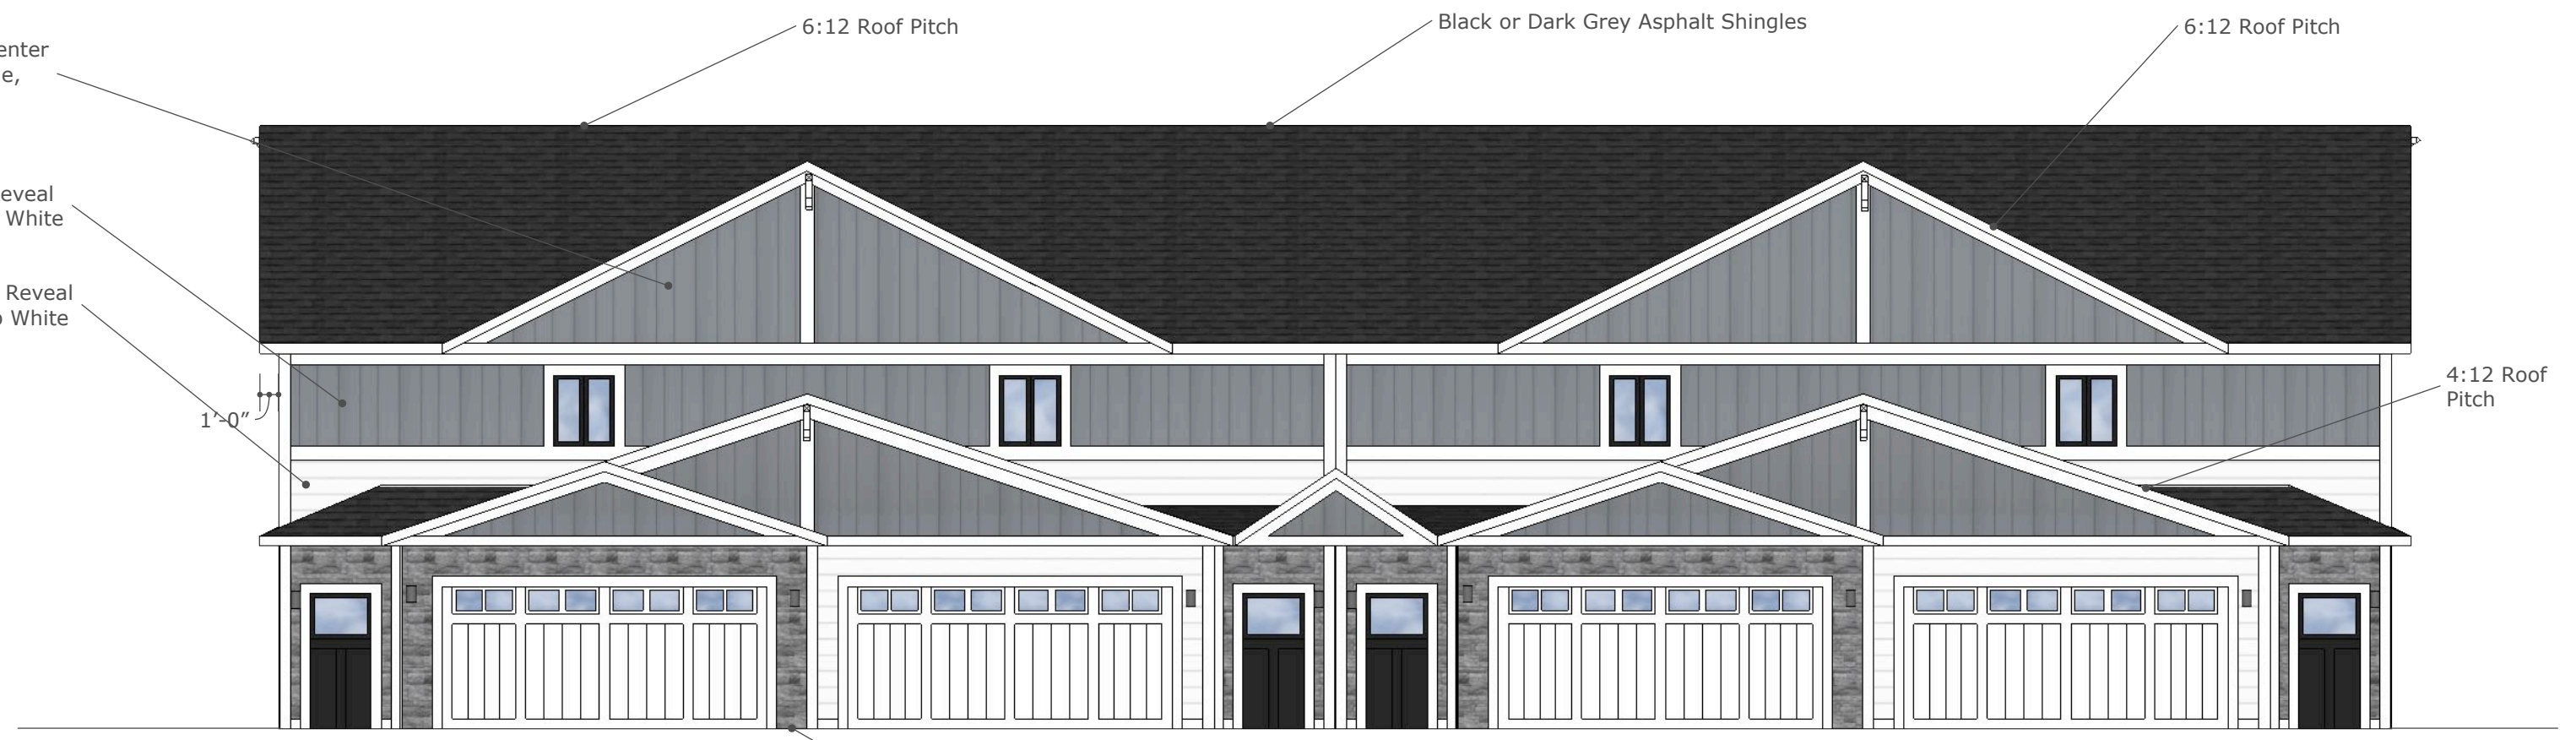 6:12 Roof Pitch
Black or Dark Grey Asphalt Shingles
6:12 Roof Pitch
enter
e,
eveal
White
Reveal
White
1'-0"
4:12 Roof
Pitch